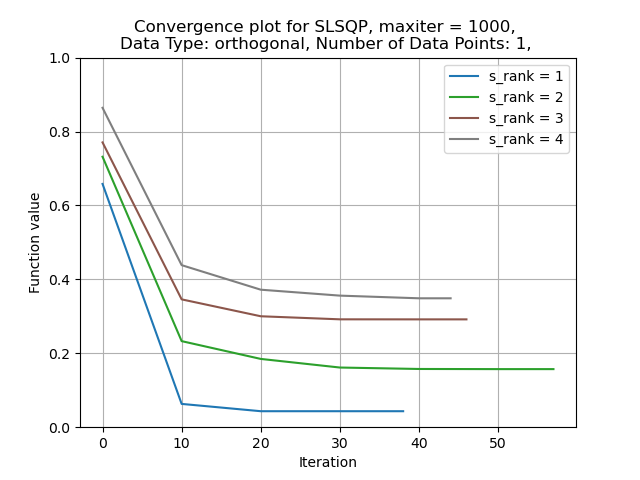 Convergence plot for SLSQP, maxiter = 1000,
Data Type: orthogonal, Number of Data Points: 1,
1.0
0.8
0.6
0.4
0.2
0.0
Function value
s_rank = 1
s_rank = 2
s_rank = 3
s_rank = 4
0 10 20 30 40 50
Iteration